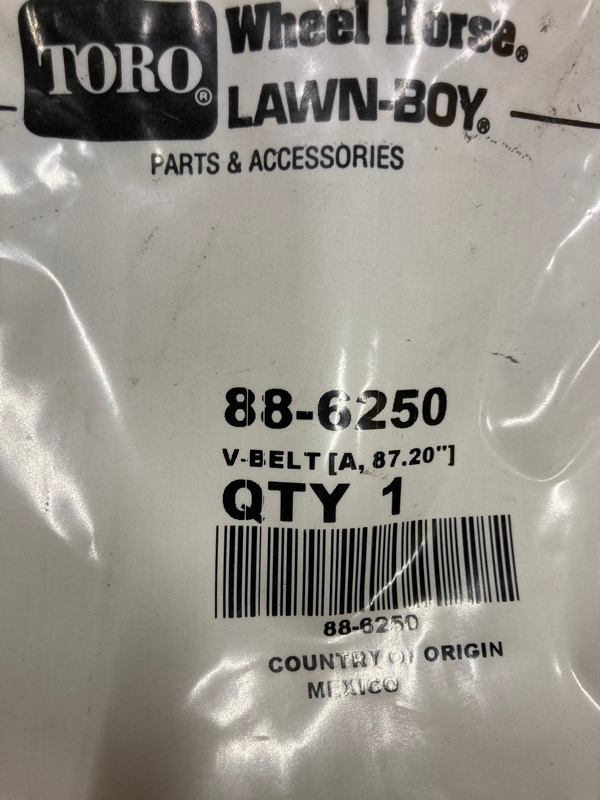 TORO®
Wheel Horse®
LAWN-BOY®
PARTS & ACCESSORIES
88-6250
V-BELT [A, 87.20"]
QTY 1
88-6250
COUNTRY OF ORIGIN
MEXICO